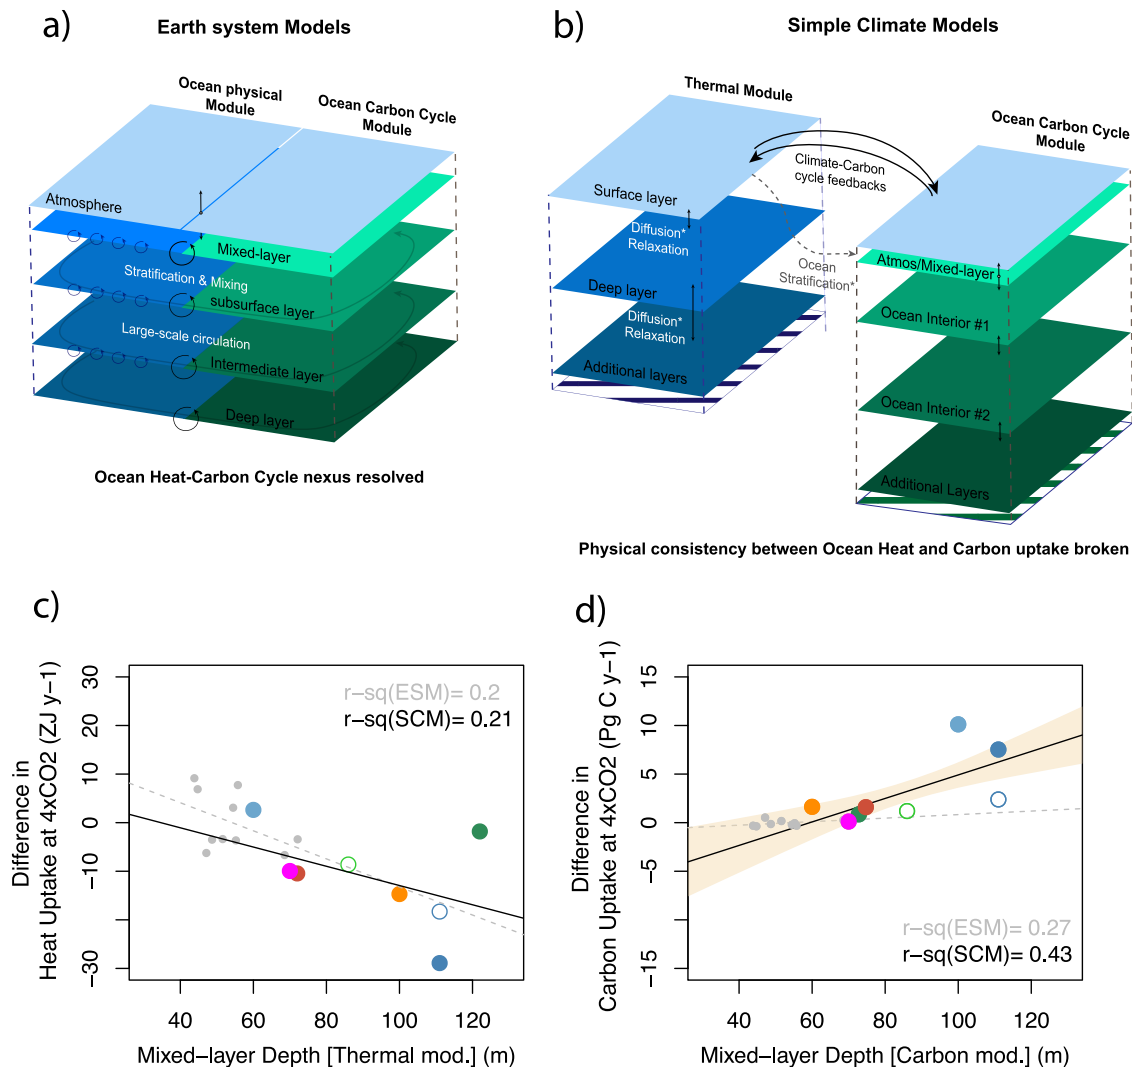 a)
Earth system Models
Ocean physical
Module
Ocean Carbon Cycle
Module
Atmosphere
Mixed-layer
Stratification & Mixing
subsurface layer
Large-scale circulation
Intermediate layer
Deep layer
Ocean Heat-Carbon Cycle nexus resolved
b)
Simple Climate Models
Thermal Module
Ocean Carbon Cycle
Module
Climate-Carbon
cycle feedbacks
Surface layer
Diffusion*
Relaxation
Ocean
Stratification*
Deep layer
Diffusion*
Relaxation
Additional layers
Atmos/Mixed-layer
Ocean Interior #1
Ocean Interior #2
Additional Layers
Physical consistency between Ocean Heat and Carbon uptake broken
c)
Difference in
Heat Uptake at 4xCO2 (ZJ y−1)
30
20
10
0
−10
−30
r−sq(ESM)= 0.2
r−sq(SCM)= 0.21
40 60 80 100 120
Mixed−layer Depth [Thermal mod.] (m)
d)
Difference in
Carbon Uptake at 4xCO2 (Pg C y−1)
15
10
5
0
−5
−15
r−sq(ESM)= 0.27
r−sq(SCM)= 0.43
40 60 80 100 120
Mixed−layer Depth [Carbon mod.] (m)